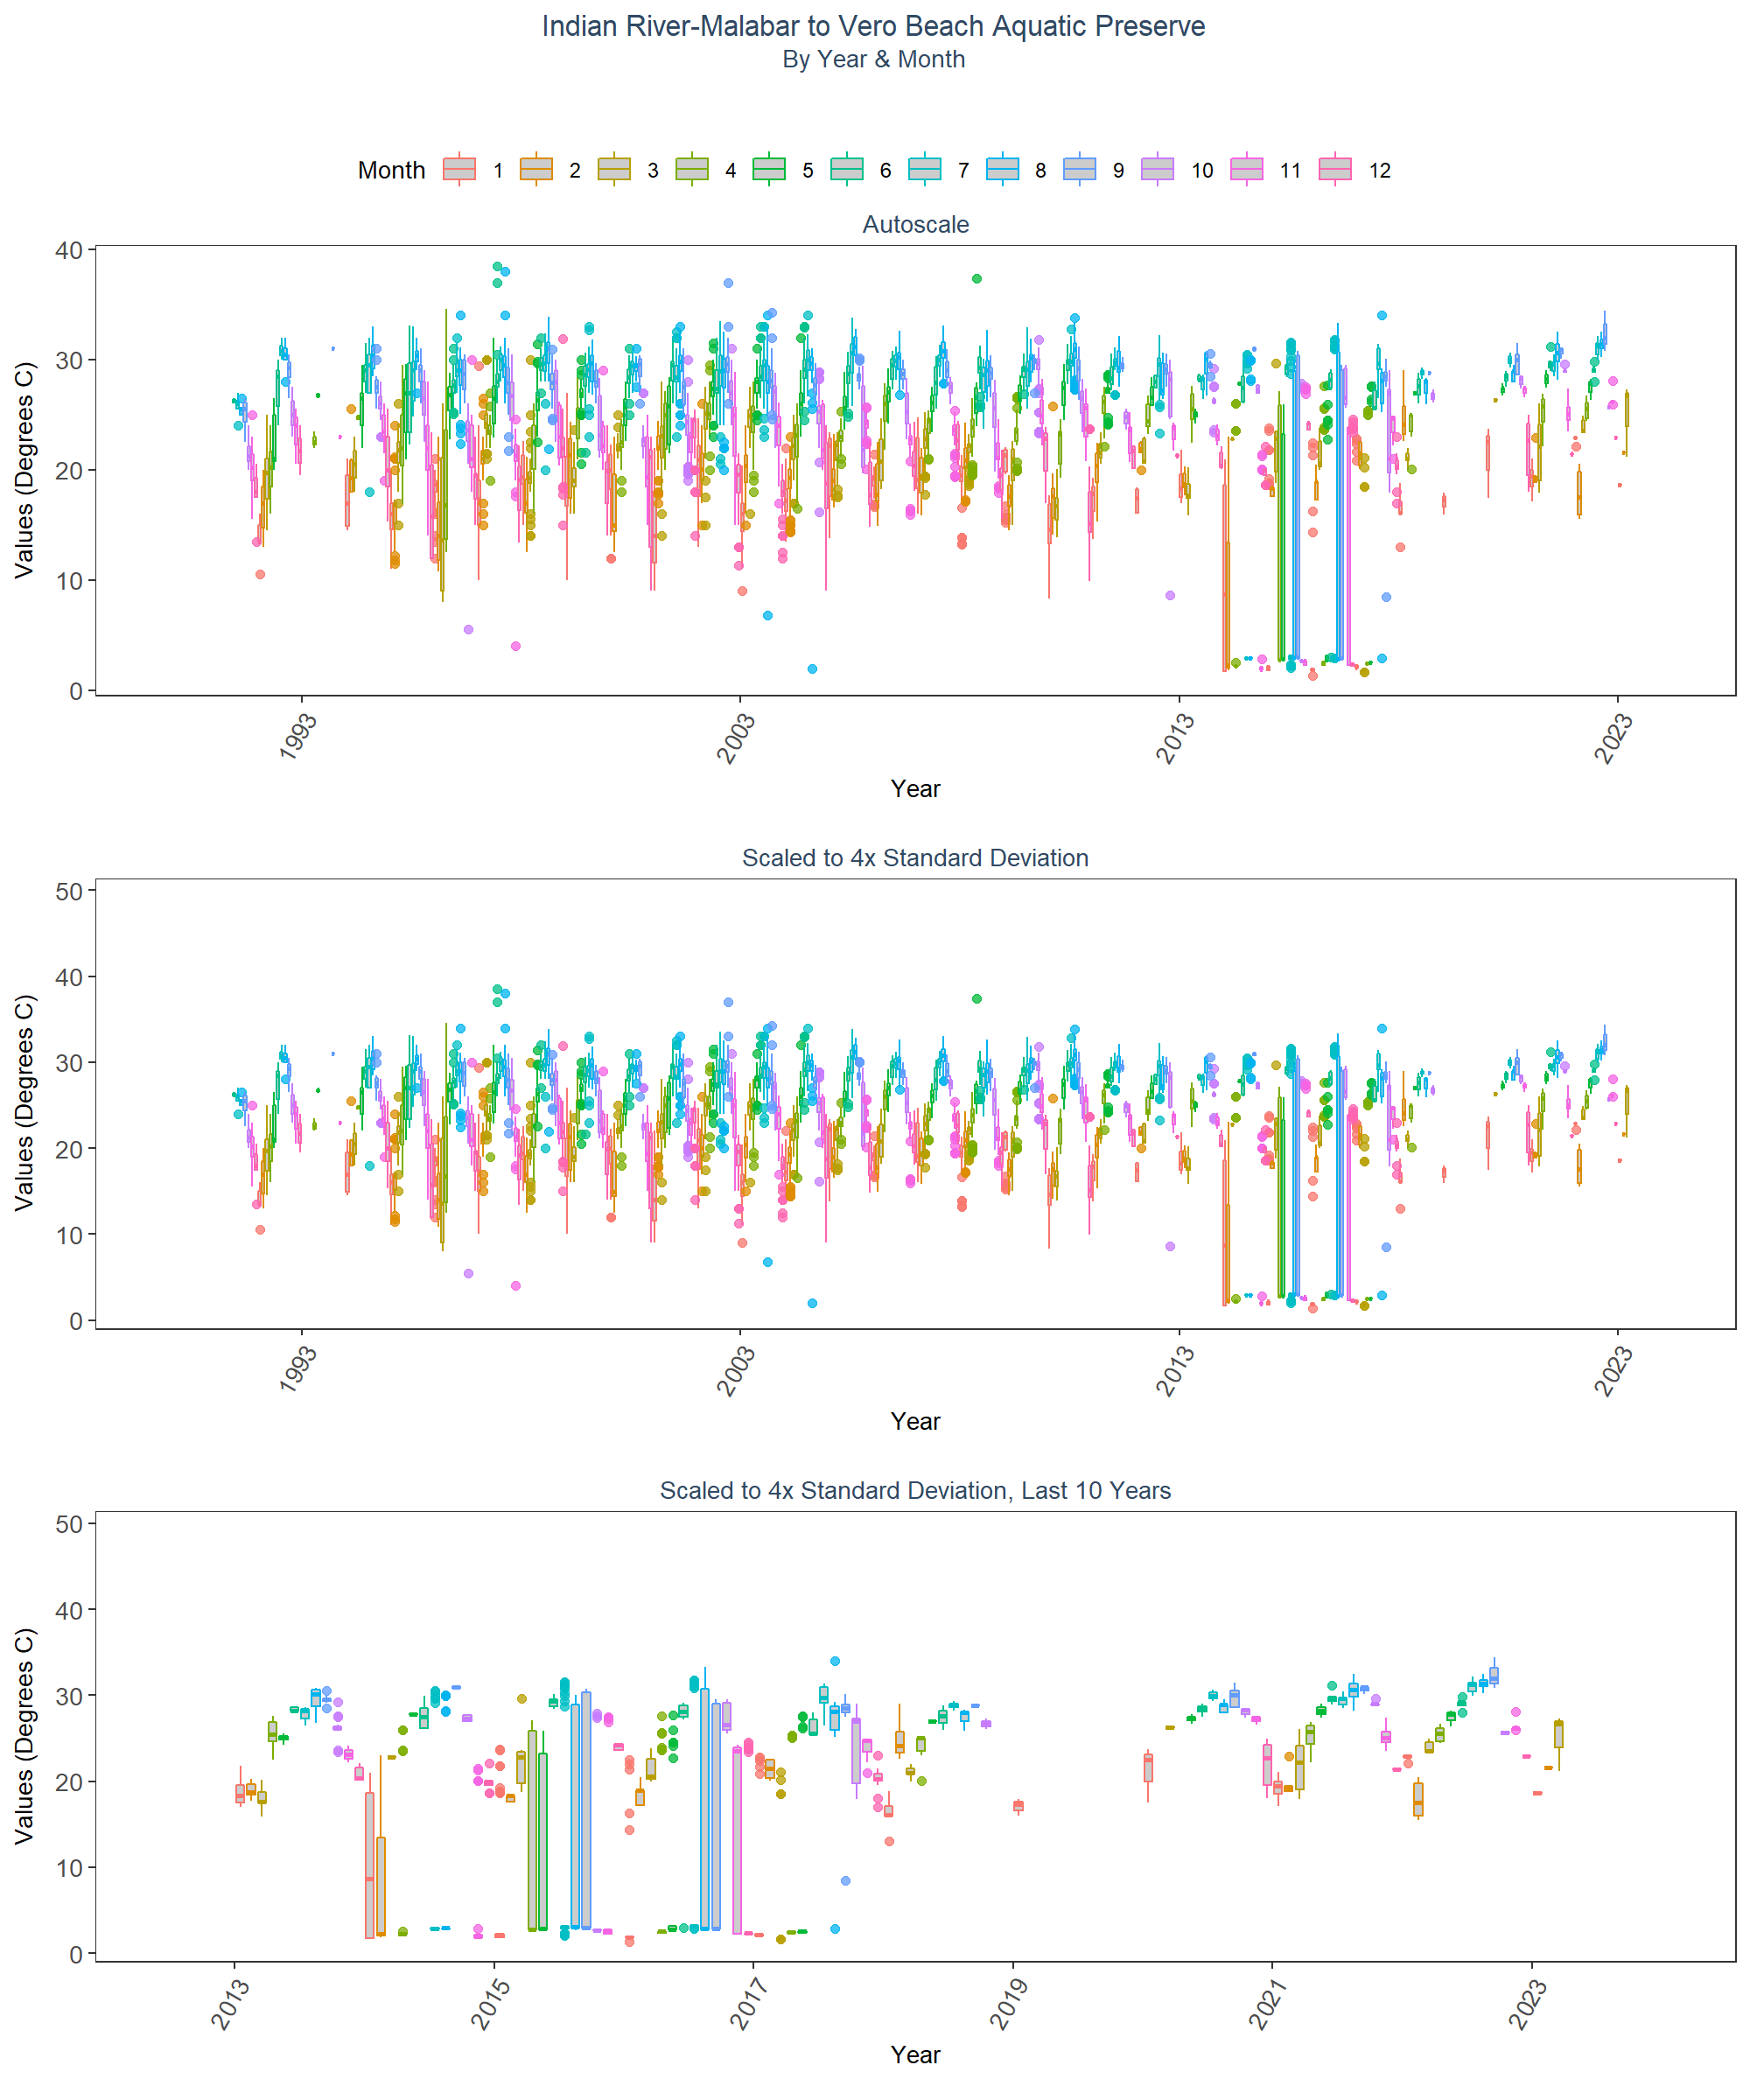 Indian River-Malabar to Vero Beach Aquatic Preserve
By Year & Month
Month 1 2 3 4 5 6 7 8 9 10 11 12
Autoscale
Values (Degrees C)
40
30
20
10
0
1993 2003 2013 2023
Year
Scaled to 4x Standard Deviation
Values (Degrees C)
50
40
30
20
10
0
1993 2003 2013 2023
Year
Scaled to 4x Standard Deviation, Last 10 Years
Values (Degrees C)
50
40
30
20
10
0
2013 2015 2017 2019 2021 2023
Year